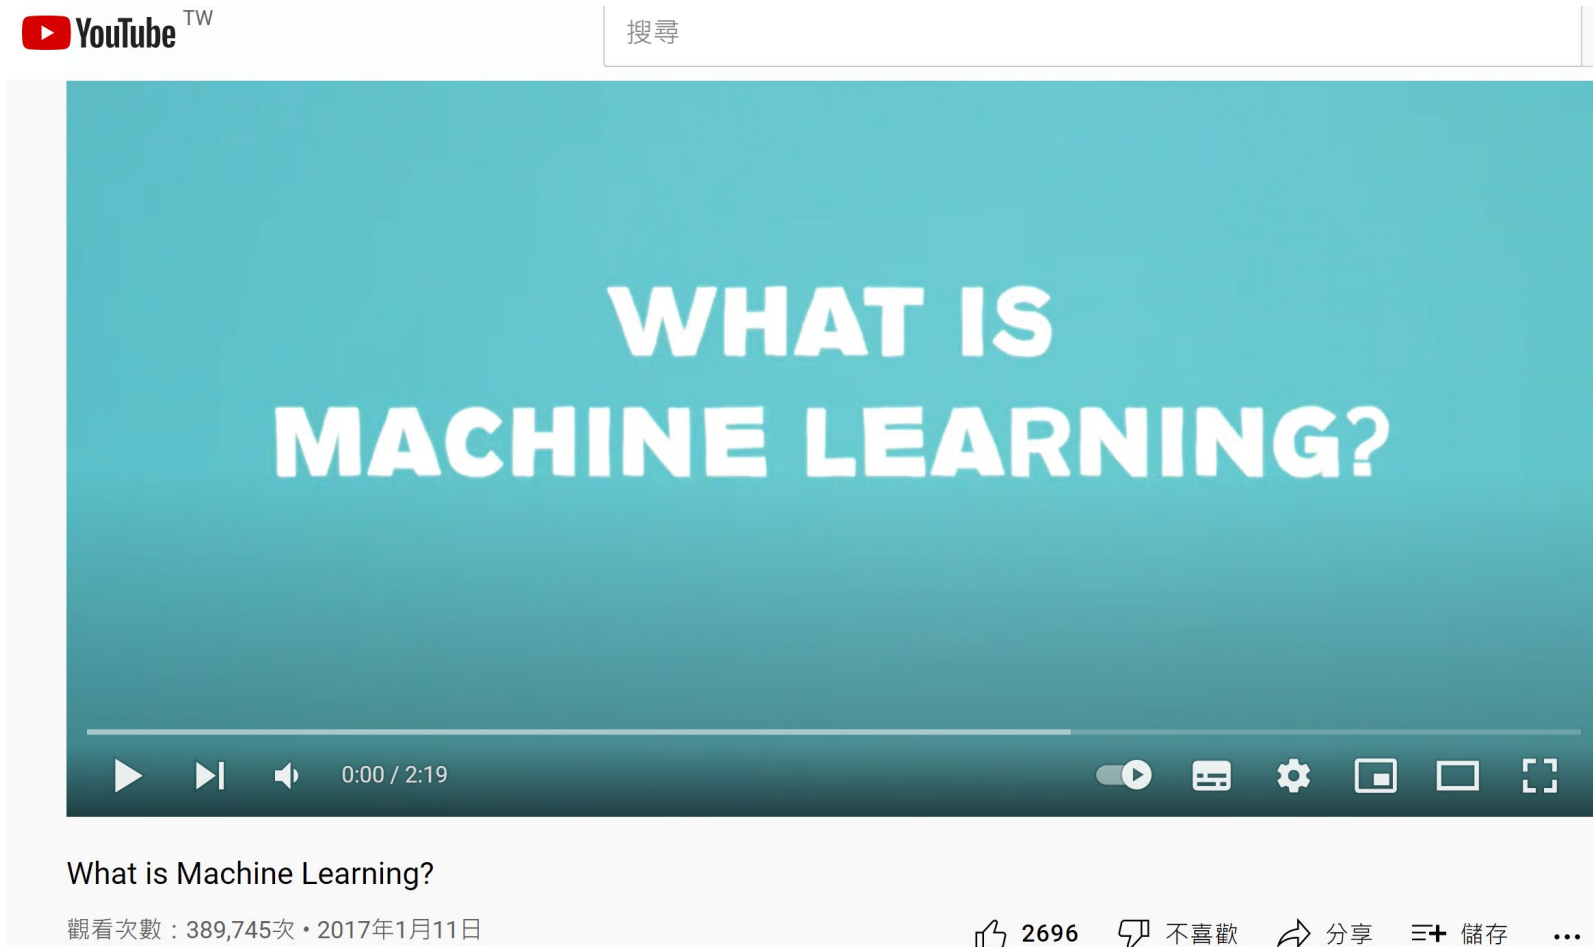 YouTube TW
搜尋
WHAT IS
MACHINE LEARNING?
0:00 / 2:19
What is Machine Learning?
觀看次數：389,745次 • 2017年1月11日
2696 不喜歡 分享 儲存